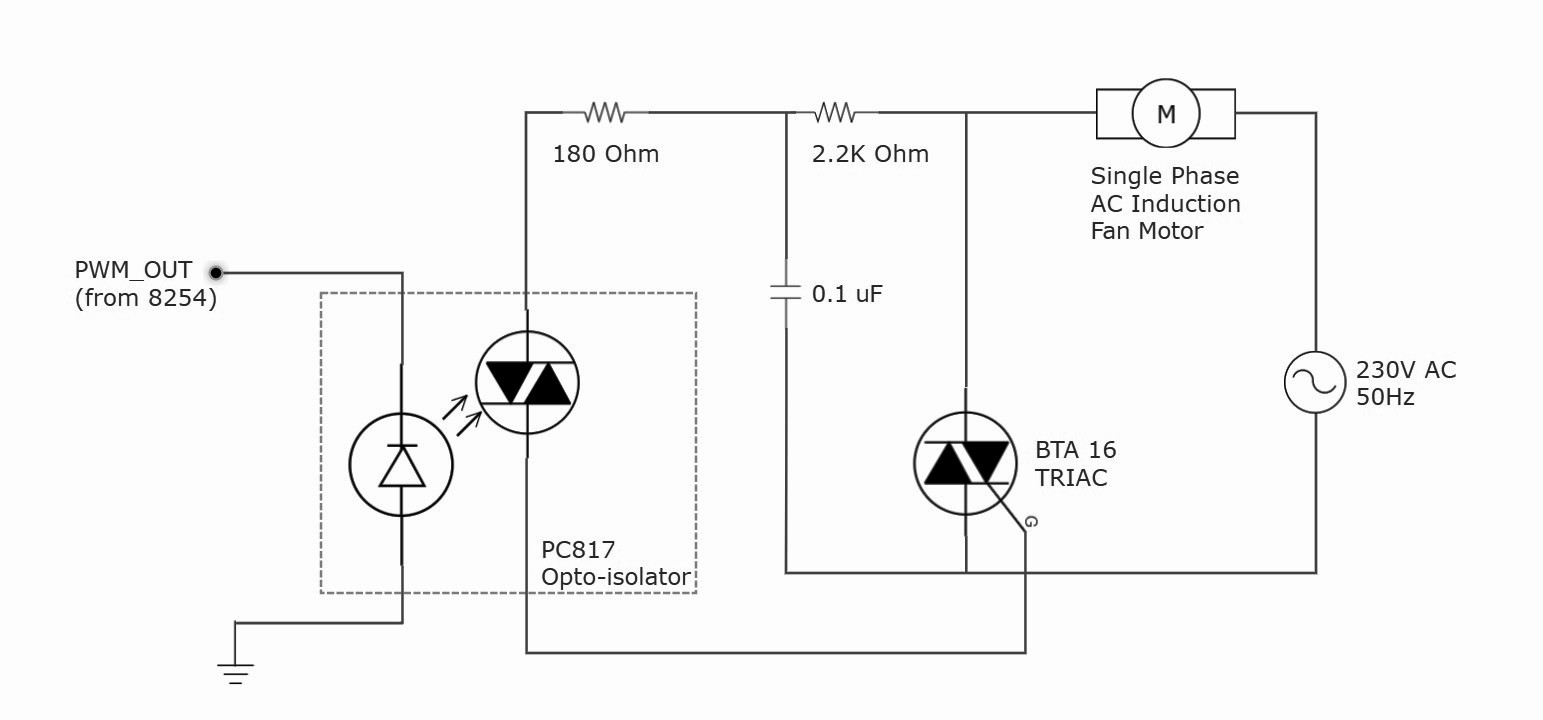 180 Ohm
2.2K Ohm
M
Single Phase
AC Induction
Fan Motor
PWM_OUT
(from 8254)
0.1 uF
230V AC
50Hz
BTA 16
TRIAC
G
PC817
Opto-isolator